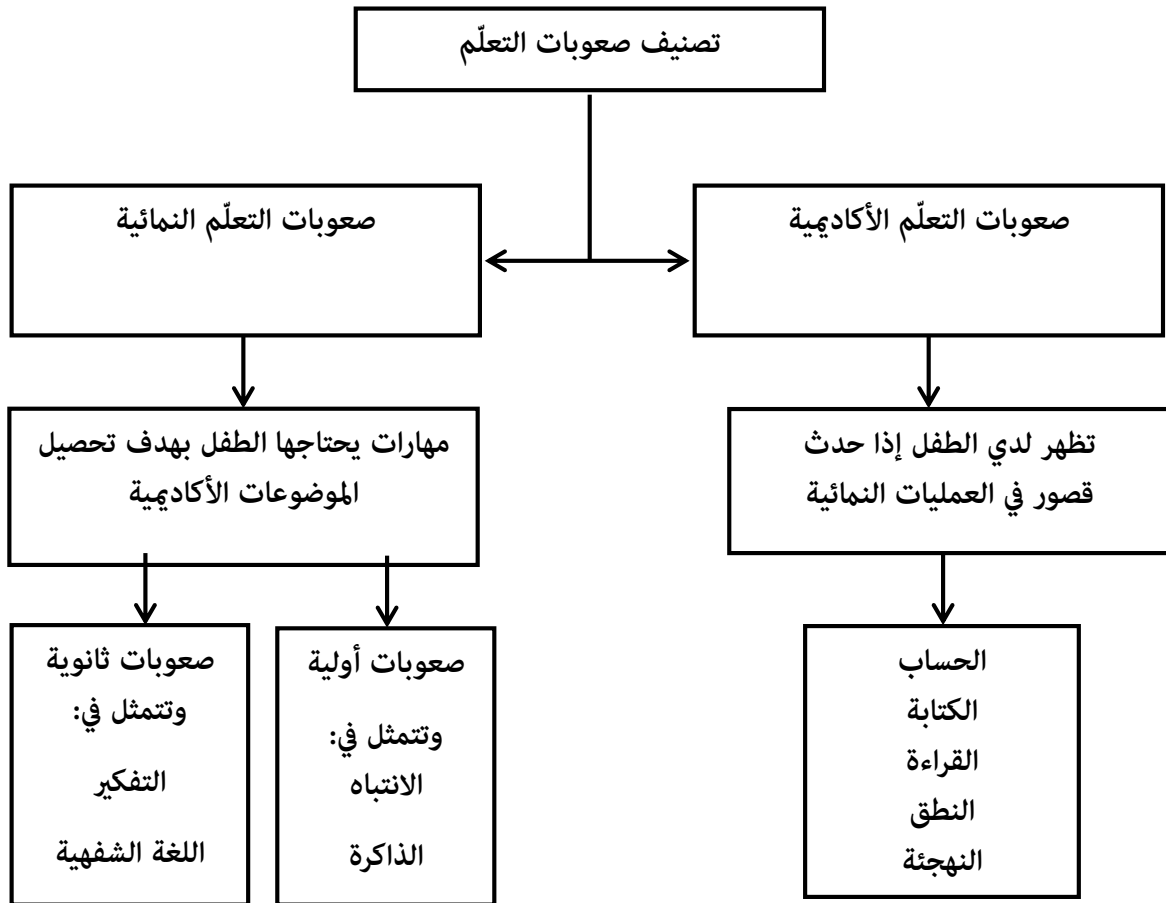 تصنيف صعوبات التعلّم
صعوبات التعلّم الأكاديمية
صعوبات التعلّم النمائية
تظهر لدي الطفل إذا حدث
قصور في العمليات النمائية
مهارات يحتاجها الطفل بهدف تحصيل
الموضوعات الأكاديمية
الحساب
الكتابة
القراءة
النطق
النهجئة
صعوبات أولية
وتتمثل في:
الانتباه
الذاكرة
صعوبات ثانوية
وتتمثل في:
التفكير
اللغة الشفهية